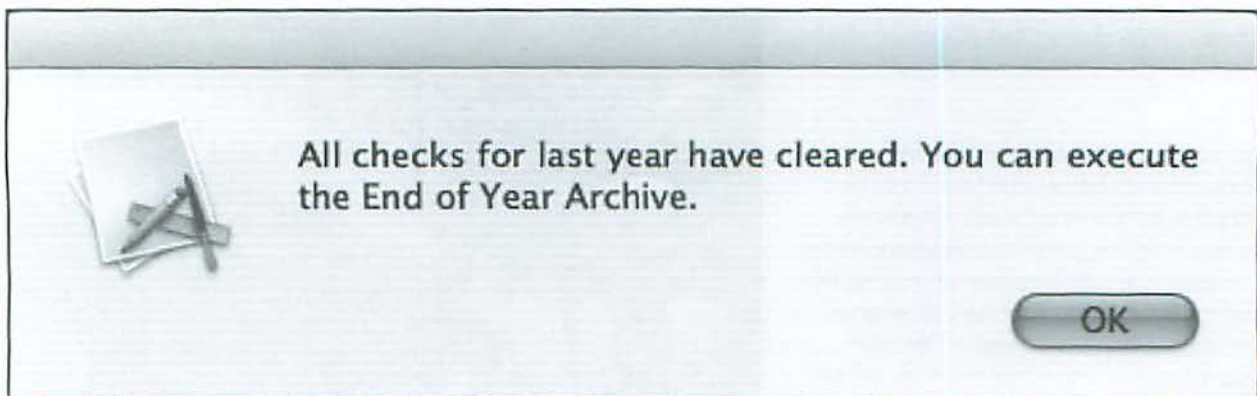 All checks for last year have cleared. You can execute
the End of Year Archive.
OK